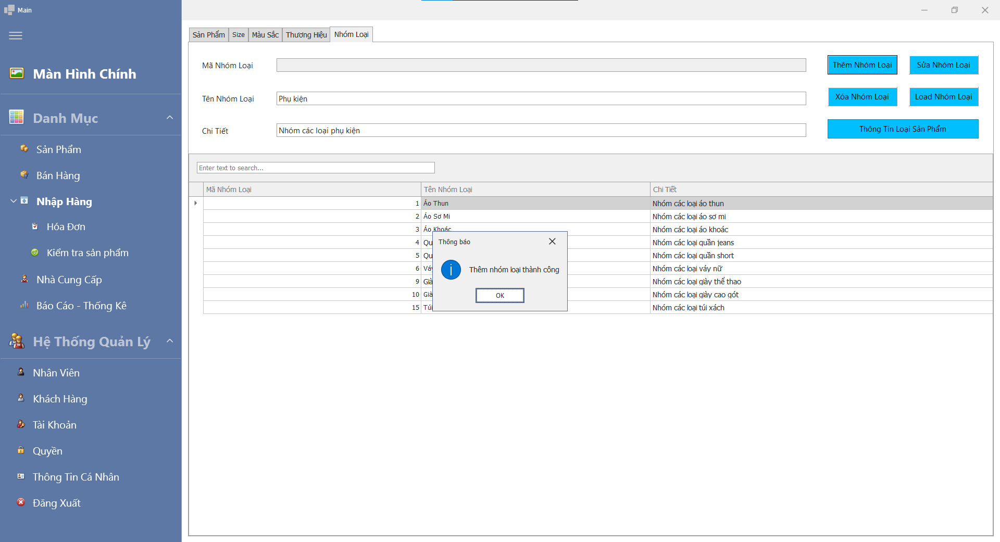 Main
Màn Hình Chính
Danh Mục
Sản Phẩm
Bán Hàng
Nhập Hàng
Hóa Đơn
Kiểm tra sản phẩm
Nhà Cung Cấp
Báo Cáo - Thống Kê
Hệ Thống Quản Lý
Nhân Viên
Khách Hàng
Tài Khoản
Quyền
Thông Tin Cá Nhân
Đăng Xuất
Sản Phẩm Size Màu Sắc Thương Hiệu Nhóm Loại
Mã Nhóm Loại
Tên Nhóm Loại Phụ kiện
Chi Tiết Nhóm các loại phụ kiện
Thêm Nhóm Loại Sửa Nhóm Loại
Xóa Nhóm Loại Load Nhóm Loại
Thông Tin Loại Sản Phẩm
Enter text to search...
Mã Nhóm Loại Tên Nhóm Loại Chi Tiết
1 Áo Thun Nhóm các loại áo thun
2 Áo Sơ Mi Nhóm các loại áo sơ mi
3 Áo Khoác Nhóm các loại áo khoác
4 Nhóm các loại quần jeans
5 Nhóm các loại quần short
6 Nhóm các loại váy nữ
9 Nhóm các loại giày thể thao
10 Nhóm các loại giày cao gót
15 Nhóm các loại túi xách
Thông báo
Thêm nhóm loại thành công
OK